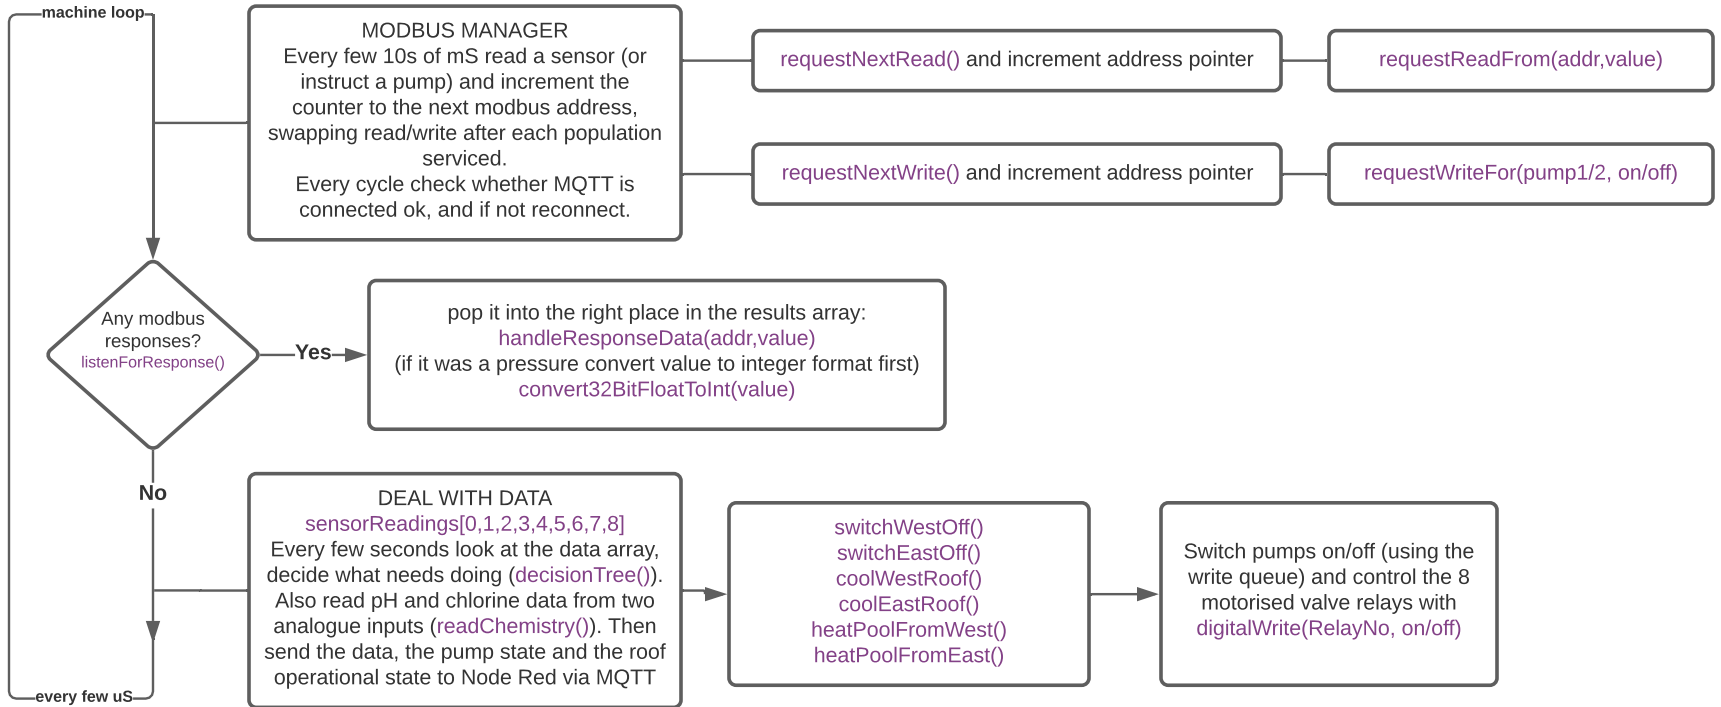 machine loop
MODBUS MANAGER
Every few 10s of mS read a sensor (or
instruct a pump) and increment the
counter to the next modbus address,
swapping read/write after each population
serviced.
Every cycle check whether MQTT is
connected ok, and if not reconnect.
requestNextRead() and increment address pointer
requestReadFrom(addr,value)
requestNextWrite() and increment address pointer
requestWriteFor(pump1/2, on/off)
Any modbus
responses?
listenForResponse()
Yes
pop it into the right place in the results array:
handleResponseData(addr,value)
(if it was a pressure convert value to integer format first)
convert32BitFloatToInt(value)
No
DEAL WITH DATA
sensorReadings[0,1,2,3,4,5,6,7,8]
Every few seconds look at the data array,
decide what needs doing (decisionTree()).
Also read pH and chlorine data from two
analogue inputs (readChemistry()). Then
send the data, the pump state and the roof
operational state to Node Red via MQTT
switchWestOff()
switchEastOff()
coolWestRoof()
coolEastRoof()
heatPoolFromWest()
heatPoolFromEast()
Switch pumps on/off (using the
write queue) and control the 8
motorised valve relays with
digitalWrite(RelayNo, on/off)
every few uS